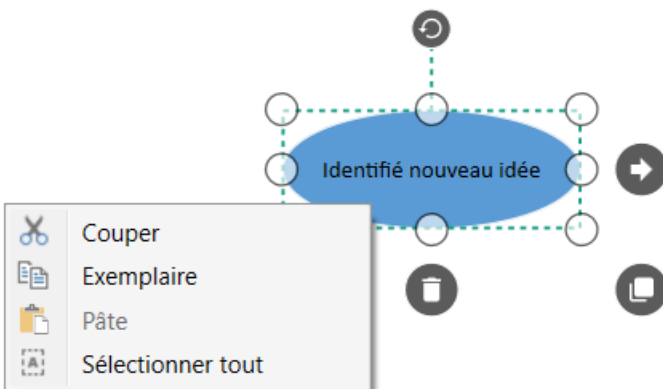 Identifié nouveau idée
Couper
Exemplaire
Pâte
Sélectionner tout